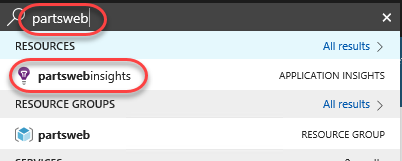 partsweb
RESOURCES All results >
partswebinsights APPLICATION INSIGHTS
RESOURCE GROUPS All results >
partsweb RESOURCE GROUP